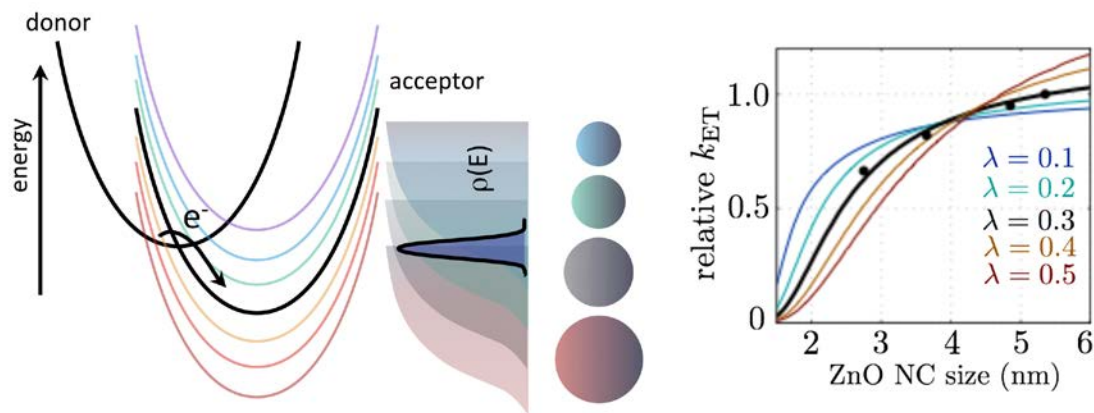 donor
energy
e⁻
acceptor
ρ(E)
relative k_ET
1.0
0.5
0
λ = 0.1
λ = 0.2
λ = 0.3
λ = 0.4
λ = 0.5
2 3 4 5 6
ZnO NC size (nm)